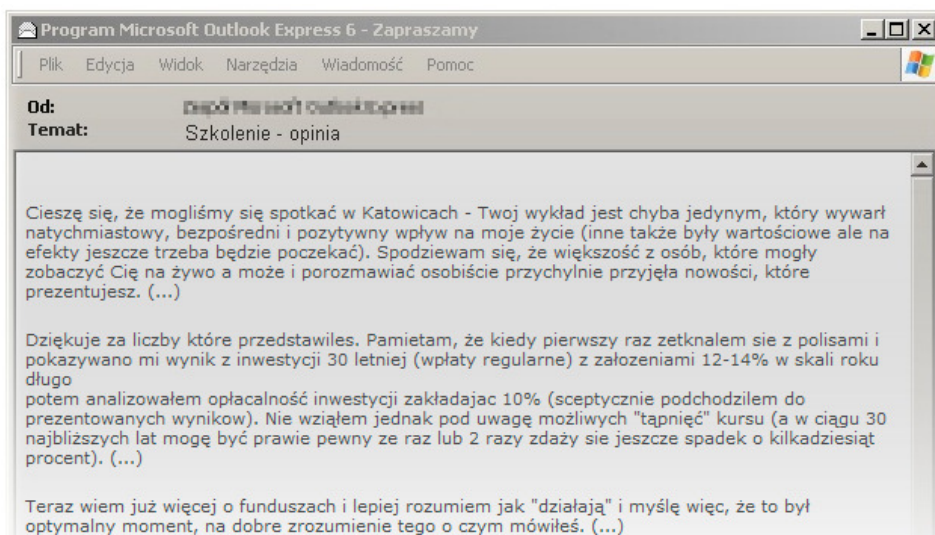 Program Microsoft Outlook Express 6 - Zapraszamy
Plik Edycja Widok Narzędzia Wiadomość Pomoc
Od:
Temat: Szkolenie - opinia
Cieszę się, że mogliśmy się spotkać w Katowicach - Twoj wykład jest chyba jedynym, który wywarł
natychmiastowy, bezpośredni i pozytywny wpływ na moje życie (inne także były wartościowe ale na
efekty jeszcze trzeba będzie poczekać). Spodziewam się, że większość z osób, które mogły
zobaczyć Cię na żywo a może i porozmawiać osobiście przychylnie przyjęła nowości, które
prezentujesz. (...)
Dziękuje za liczby które przedstawiles. Pamietam, że kiedy pierwszy raz zetknalem sie z polisami i
pokazywano mi wynik z inwestycji 30 letniej (wpłaty regularne) z założeniami 12-14% w skali roku
długo
potem analizowałem opłacalność inwestycji zakładajac 10% (sceptycznie podchodzilem do
prezentowanych wynikow). Nie wziąłem jednak pod uwagę możliwych "tąpnięć" kursu (a w ciągu 30
najbliższych lat mogę być prawie pewny ze raz lub 2 razy zdaży sie jeszcze spadek o kilkadziesiąt
procent). (...)
Teraz wiem już więcej o funduszach i lepiej rozumiem jak "działają" i myślę więc, że to był
optymalny moment, na dobre zrozumienie tego o czym mówiłeś. (...)